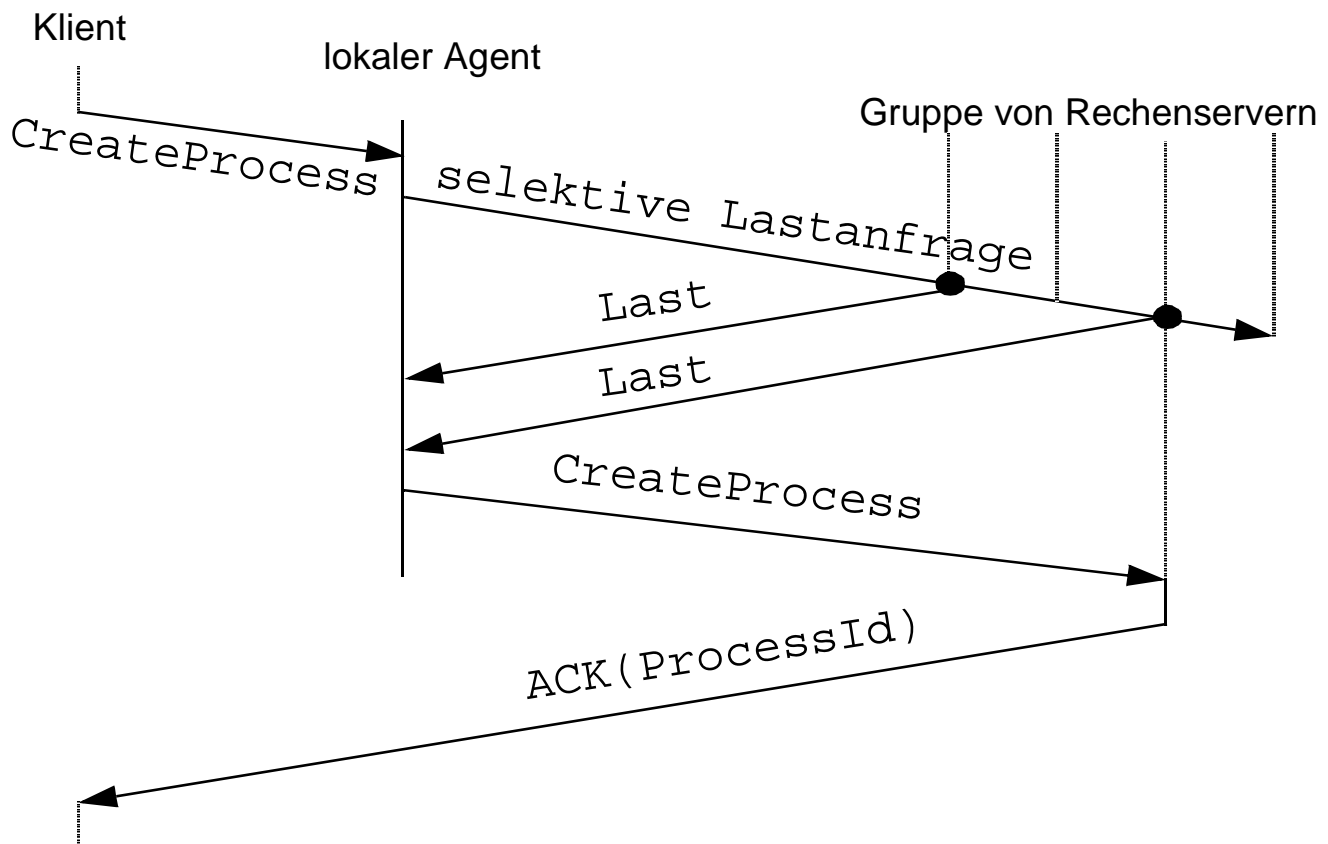 Klient
lokaler Agent
Gruppe von Rechenservern
CreateProcess
selektive Lastanfrage
Last
Last
CreateProcess
ACK(ProcessId)